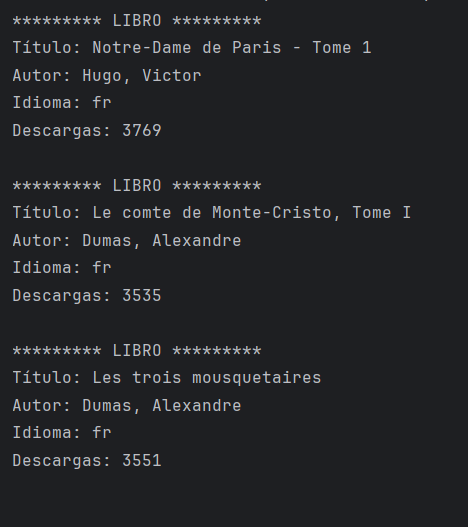 ********* LIBRO *********
Título: Notre-Dame de Paris - Tome 1
Autor: Hugo, Victor
Idioma: fr
Descargas: 3769
********* LIBRO *********
Título: Le comte de Monte-Cristo, Tome I
Autor: Dumas, Alexandre
Idioma: fr
Descargas: 3535
********* LIBRO *********
Título: Les trois mousquetaires
Autor: Dumas, Alexandre
Idioma: fr
Descargas: 3551